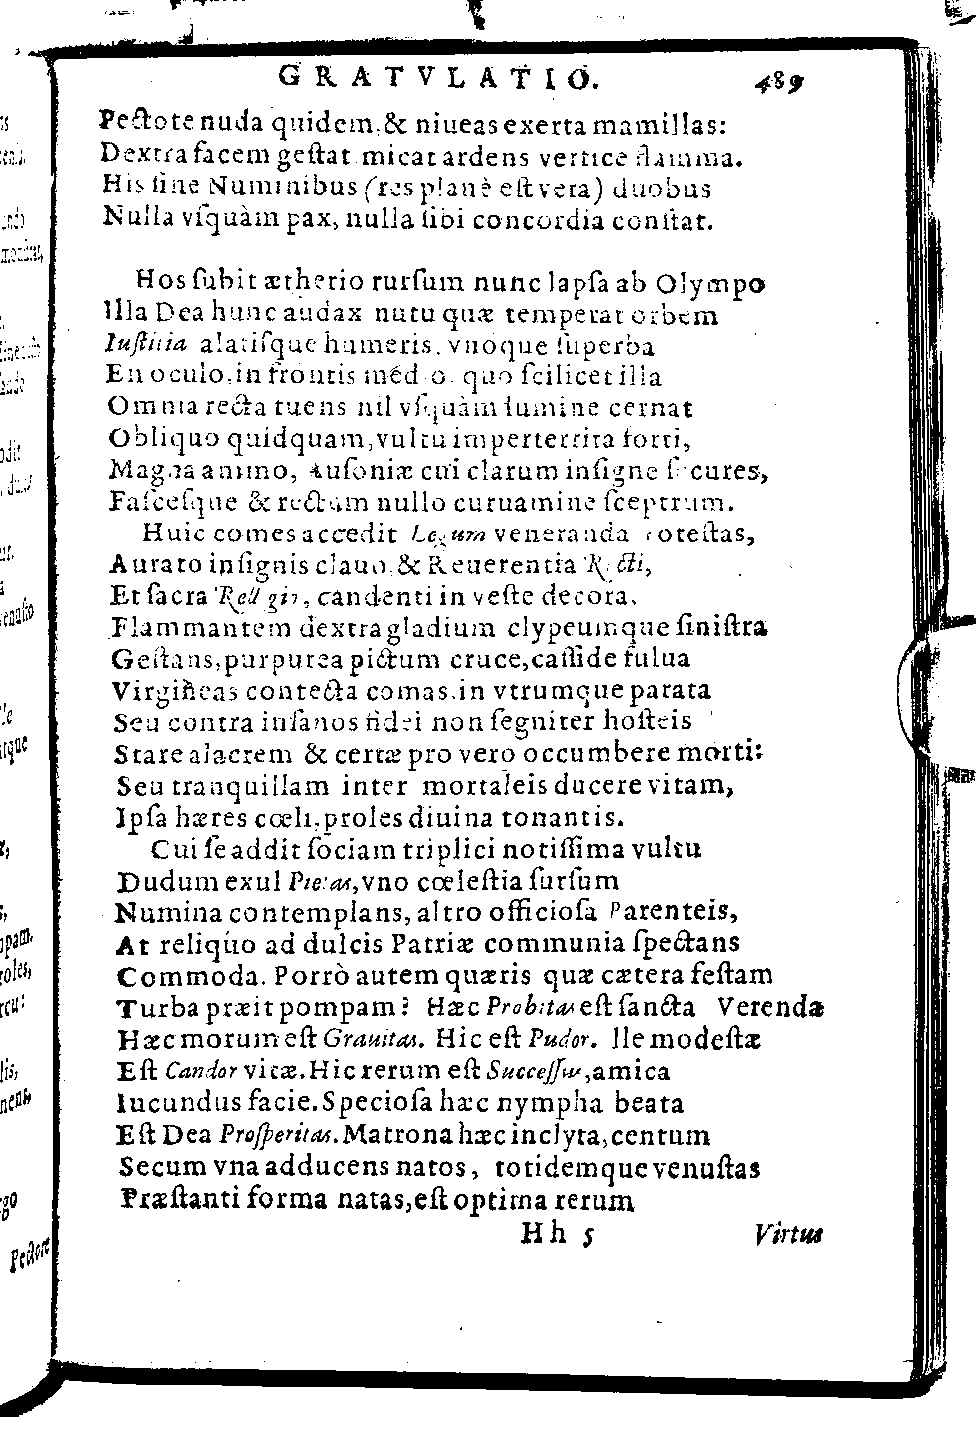 GRATVLATIO. 489
Pectote nuda quidem, & niueas exerta mamillas:
Dextra facem geſtat micat ardens vertice flamma.
His ſine Numinibus (res planè eſt vera) duobus
Nulla vſquàm pax, nulla ſibi concordia conſtat.
Hos ſubit ætherio rurſum nunc lapſa ab Olympo
Illa Dea hunc audax nutu quæ temperat orbem
Iuſtitia alatiſque humeris, vnoque ſuperba
En oculo, in frontis médio, quo ſcilicet illa
Omnia recta tuens nil vſquàm lumine cernat
Obliquo quidquam, vultu imperterrita forti,
Magna animo, Auſoniæ cui clarum inſigne ſecures,
Faſceſque & rectum nullo curuamine ſceptrum.
Huic comes accedit Legum veneranda poteſtas,
Aurato inſignis clauo, & Reuerentia Recti,
Et ſacra Religio, candenti in veſte decora.
Flammantem dextra gladium clypeumque ſiniſtra
Geſtans, purpurea pictum cruce, caſſide fulua
Virgineas contecta comas, in vtrumque parata
Seu contra inſanos fidei non ſegniter hoſteis
Stare alacrem & certæ pro vero occumbere morti:
Seu tranquillam inter mortaleis ducere vitam,
Ipſa hæres cœli, proles diuina tonantis.
Cui ſe addit ſociam triplici notiſſima vultu
Dudum exul Pietas, vno cœleſtia ſurſum
Numina contemplans, altro officioſa Parenteis,
At reliquo ad dulcis Patriæ communia ſpectans
Commoda. Porrò autem quæris quæ cætera feſtam
Turba præit pompam? Hæc Probitas eſt ſancta Verendæ
Hæc morum eſt Grauitas. Hic eſt Pudor. Ile modeſtæ
Eſt Candor vitæ. Hic rerum eſt Succeſſus, amica
Iucundus facie. Specioſa hæc nympha beata
Eſt Dea Proſperitas. Matrona hæc inclyta, centum
Secum vna adducens natos, totidemque venuſtas
Præſtanti forma natas, eſt optima rerum
Hh 5 Virtus
Pectore